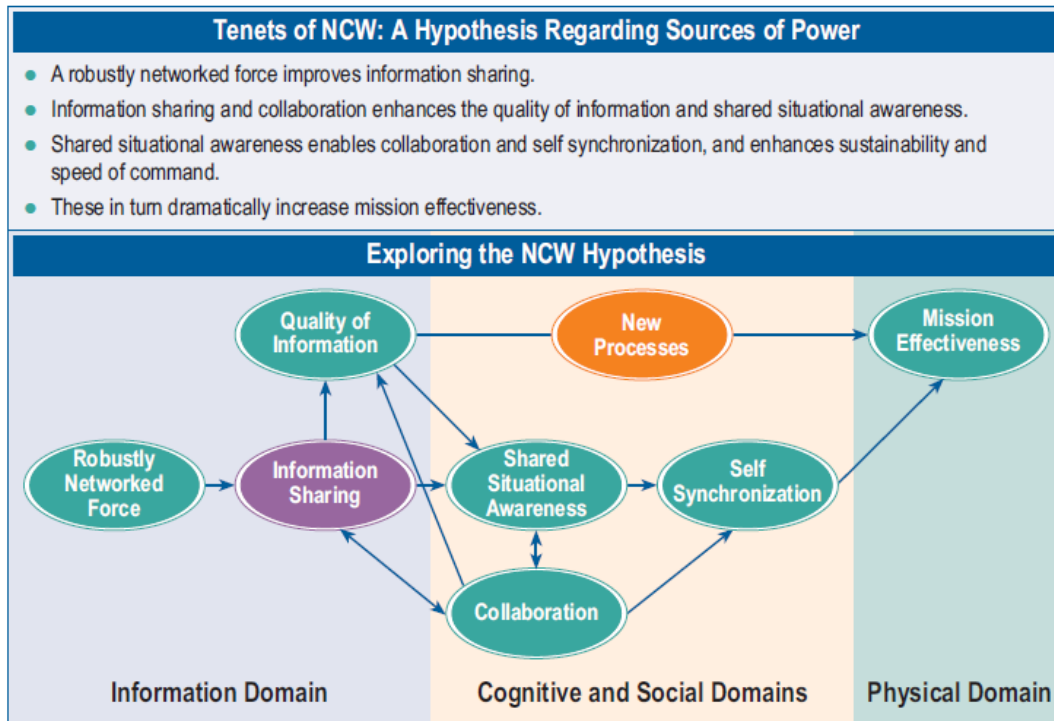 Tenets of NCW: A Hypothesis Regarding Sources of Power
A robustly networked force improves information sharing.
Information sharing and collaboration enhances the quality of information and shared situational awareness.
Shared situational awareness enables collaboration and self synchronization, and enhances sustainability and
speed of command.
These in turn dramatically increase mission effectiveness.
Exploring the NCW Hypothesis
Quality of
Information
New
Processes
Mission
Effectiveness
Robustly
Networked
Force
Information
Sharing
Shared
Situational
Awareness
Self
Synchronization
Collaboration
Information Domain
Cognitive and Social Domains
Physical Domain